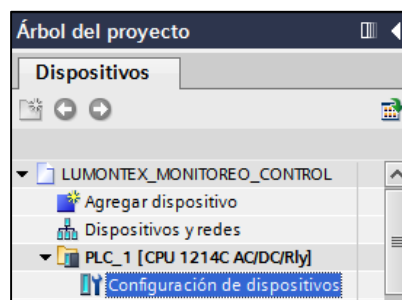 Árbol del proyecto
Dispositivos
LUMONTEX_MONITOREO_CONTROL
Agregar dispositivo
Dispositivos y redes
PLC_1 [CPU 1214C AC/DC/Rly]
Configuración de dispositivos